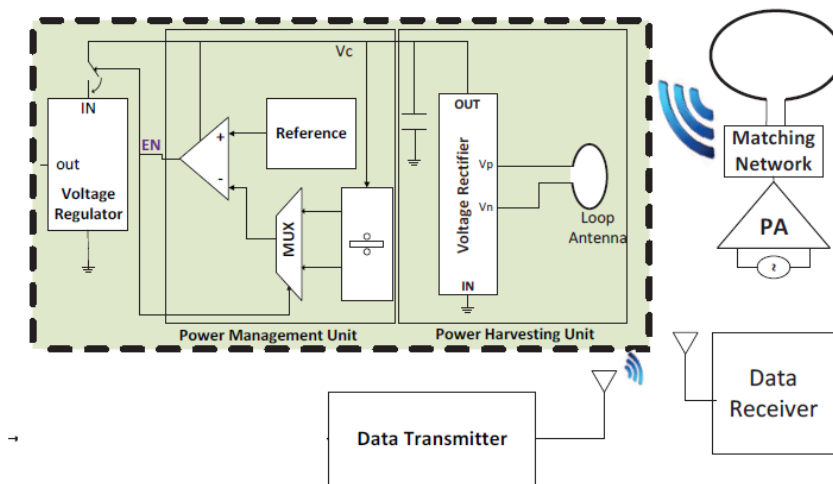 Vc
IN
OUT
EN
+
Reference
Matching
Network
out
Voltage
Regulator
-
MUX
÷
Voltage Rectifier
Vp
Vn
Loop
Antenna
PA
~
IN
Power Management Unit
Power Harvesting Unit
Data
Receiver
Data Transmitter